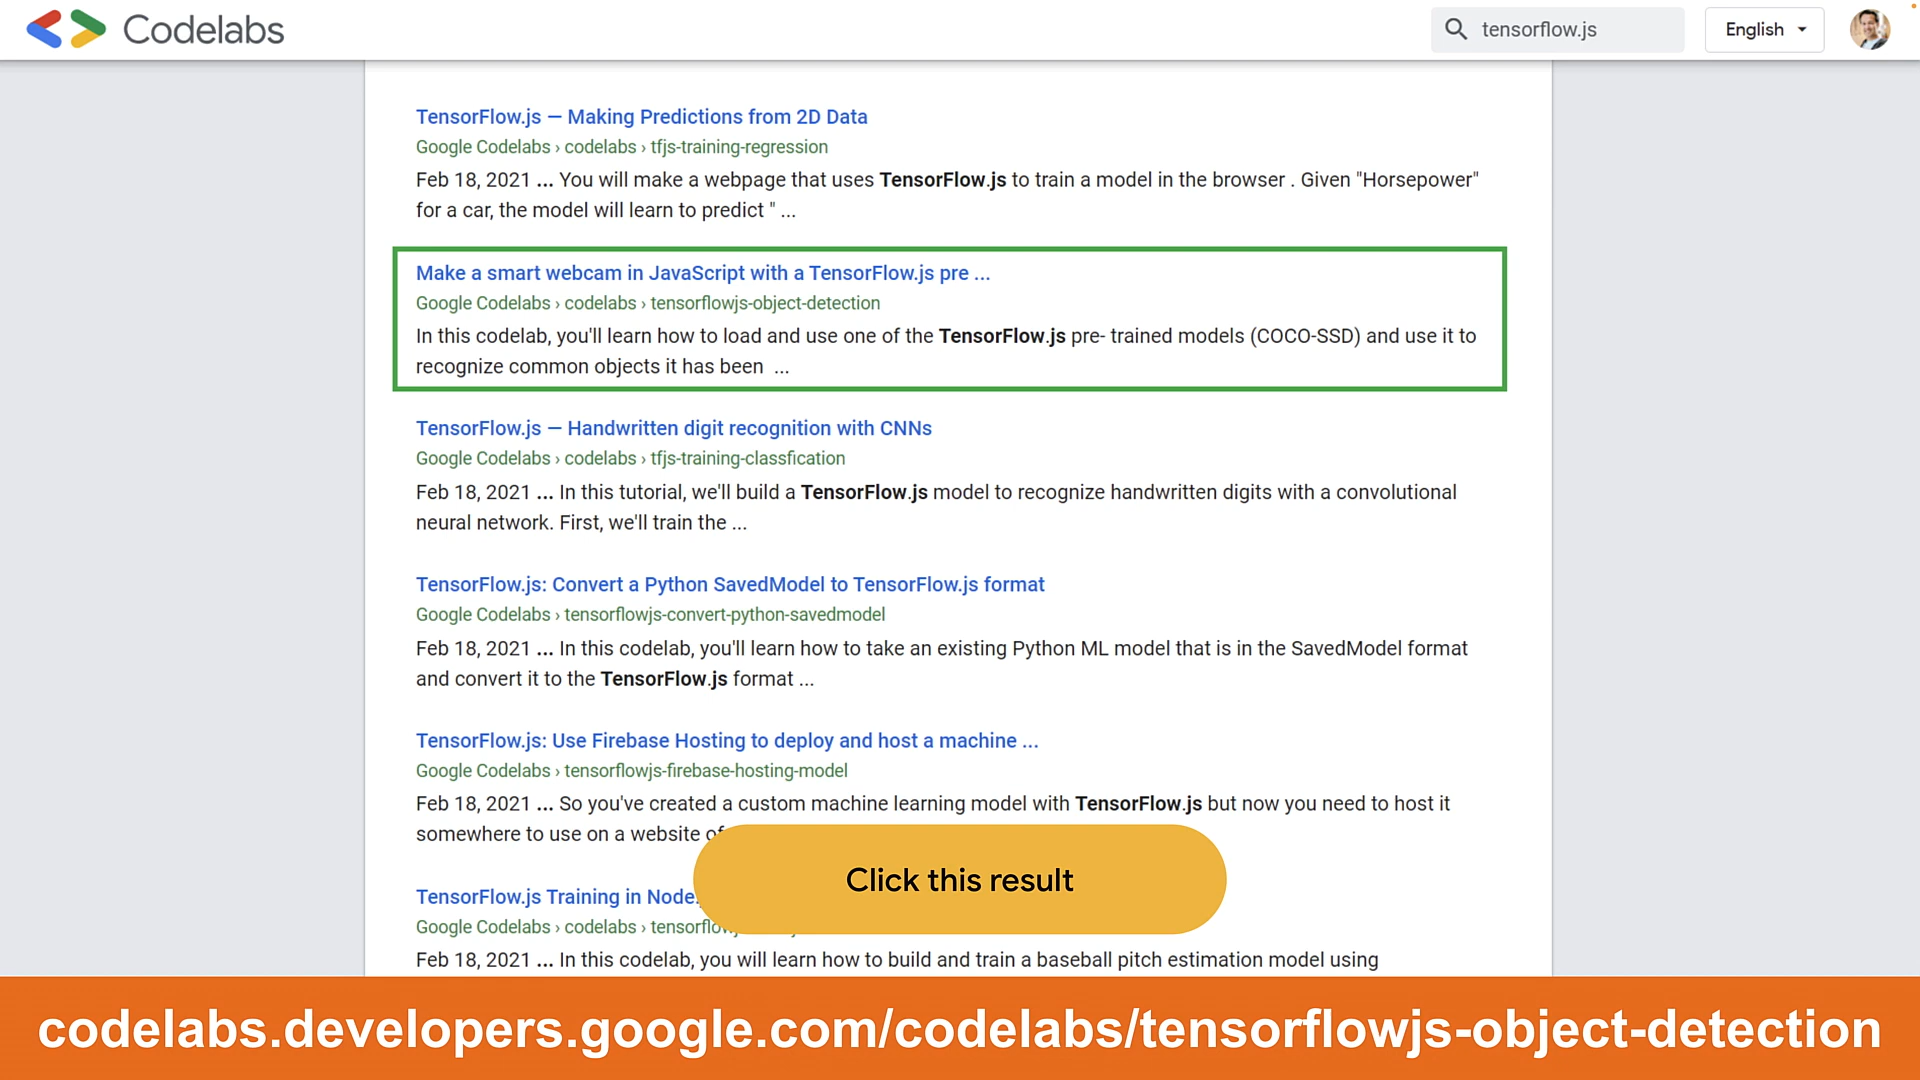 Codelabs
tensorflow.js
English
TensorFlow.js — Making Predictions from 2D Data
Google Codelabs › codelabs › tfjs-training-regression
Feb 18, 2021 ... You will make a webpage that uses TensorFlow.js to train a model in the browser . Given "Horsepower"
for a car, the model will learn to predict " ...
Make a smart webcam in JavaScript with a TensorFlow.js pre ...
Google Codelabs › codelabs › tensorflowjs-object-detection
In this codelab, you'll learn how to load and use one of the TensorFlow.js pre- trained models (COCO-SSD) and use it to
recognize common objects it has been ...
TensorFlow.js — Handwritten digit recognition with CNNs
Google Codelabs › codelabs › tfjs-training-classfication
Feb 18, 2021 ... In this tutorial, we'll build a TensorFlow.js model to recognize handwritten digits with a convolutional
neural network. First, we'll train the ...
TensorFlow.js: Convert a Python SavedModel to TensorFlow.js format
Google Codelabs › tensorflowjs-convert-python-savedmodel
Feb 18, 2021 ... In this codelab, you'll learn how to take an existing Python ML model that is in the SavedModel format
and convert it to the TensorFlow.js format ...
TensorFlow.js: Use Firebase Hosting to deploy and host a machine ...
Google Codelabs › tensorflowjs-firebase-hosting-model
Feb 18, 2021 ... So you've created a custom machine learning model with TensorFlow.js but now you need to host it
somewhere to use on a website
Click this result
TensorFlow.js Training in Node.
Google Codelabs › codelabs ›
Feb 18, 2021 ... In this codelab, you will learn how to build and train a baseball pitch estimation model using
codelabs.developers.google.com/codelabs/tensorflowjs-object-detection